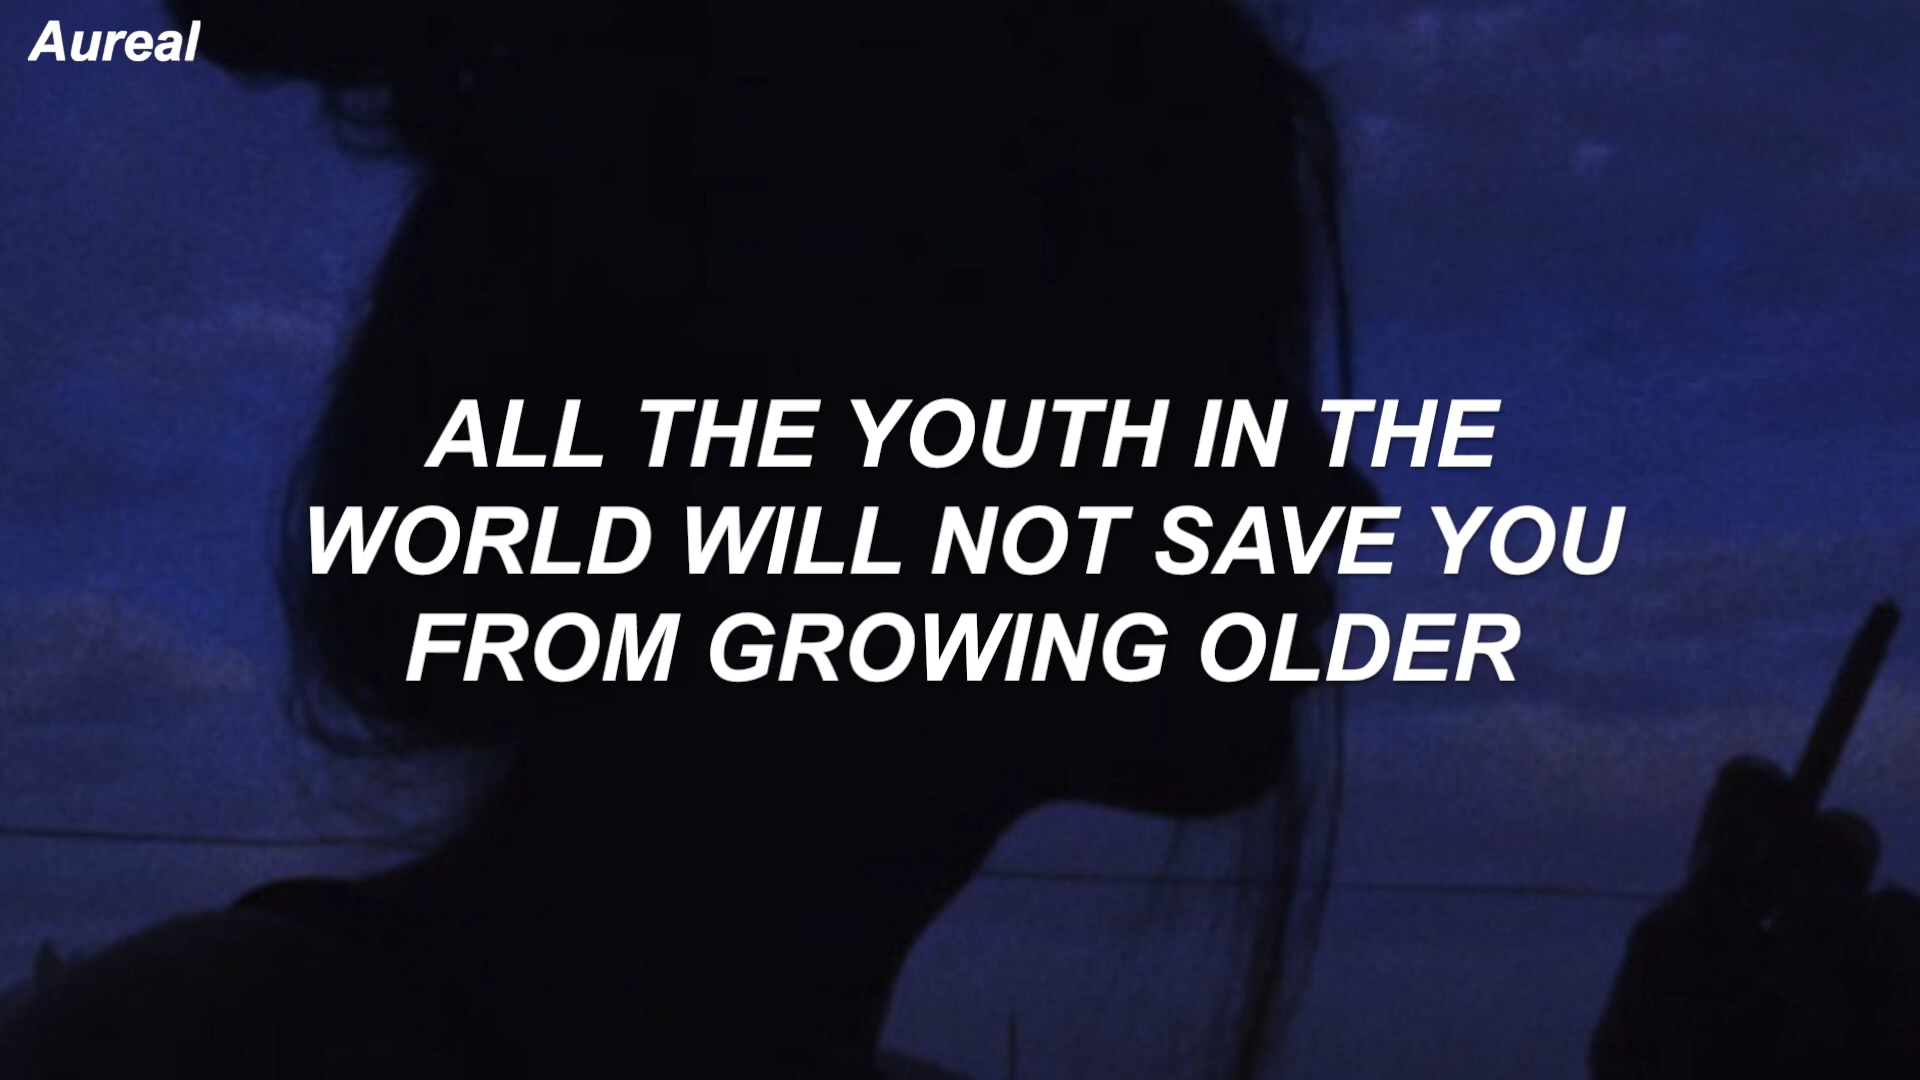 Aureal
ALL THE YOUTH IN THE
WORLD WILL NOT SAVE YOU
FROM GROWING OLDER